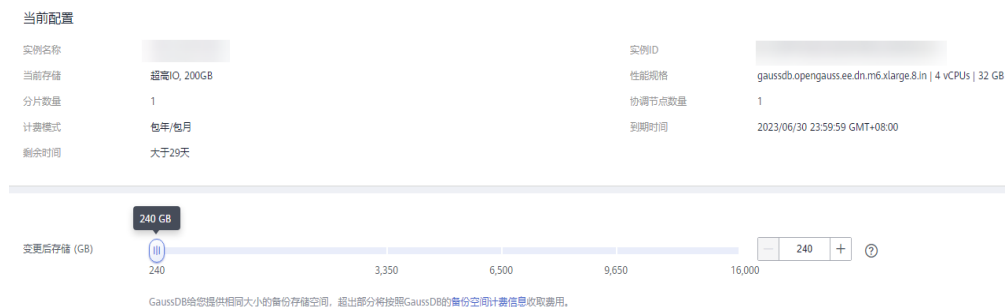 当前配置
实例名称
实例ID
当前存储 超高IO, 200GB
性能规格 gaussdb.opengauss.ee.dn.m6.xlarge.8.in | 4 vCPUs | 32 GB
分片数量 1
协调节点数量 1
计费模式 包年/包月
到期时间 2023/06/30 23:59:59 GMT+08:00
剩余时间 大于29天
240 GB
变更后存储 (GB)
240 3,350 6,500 9,650 16,000
— 240 + ?
GaussDB给您提供相同大小的备份存储空间，超出部分将按照GaussDB的备份空间计费信息收取费用。